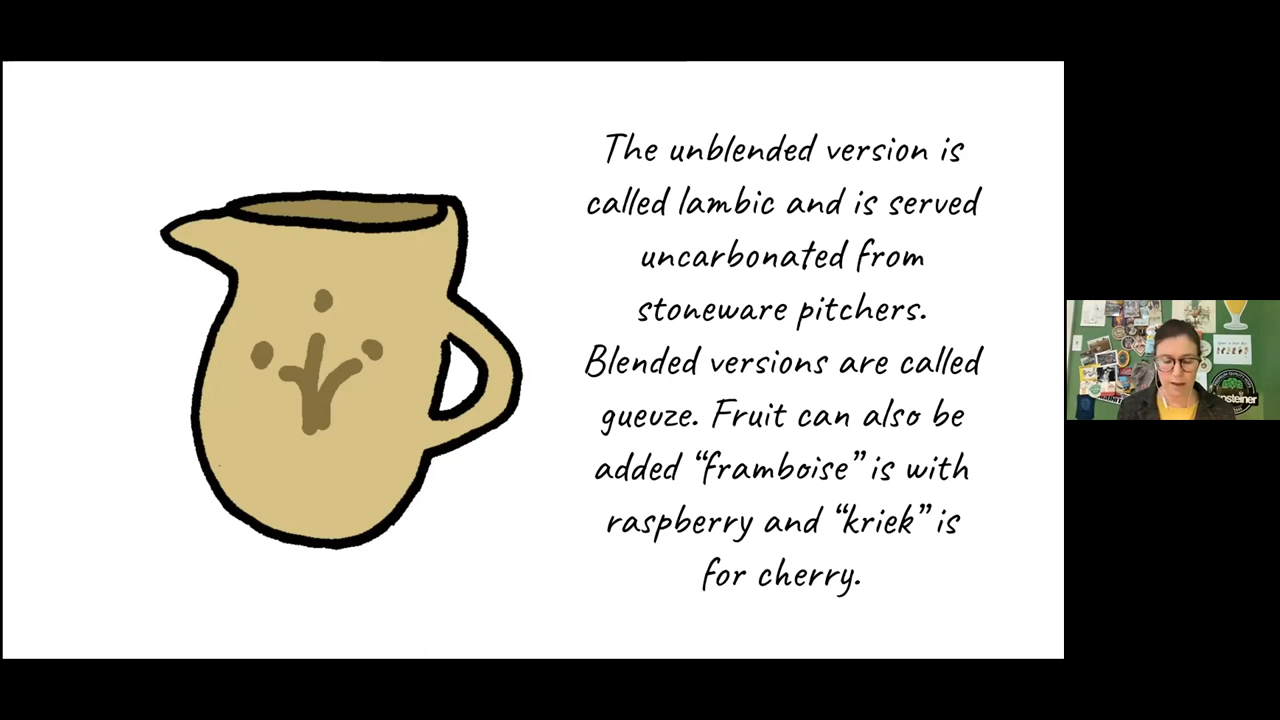 The unblended version is
called lambic and is served
uncarbonated from
stoneware pitchers.
Blended versions are called
gueuze. Fruit can also be
added “framboise” is with
raspberry and “kriek” is
for cherry.